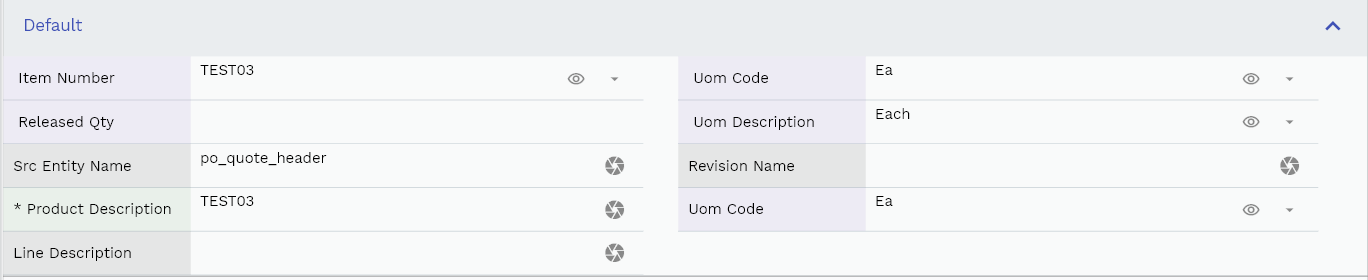 Default
Item Number TEST03 Uom Code Ea
Released Qty Uom Description Each
Src Entity Name po_quote_header Revision Name
* Product Description TEST03 Uom Code Ea
Line Description